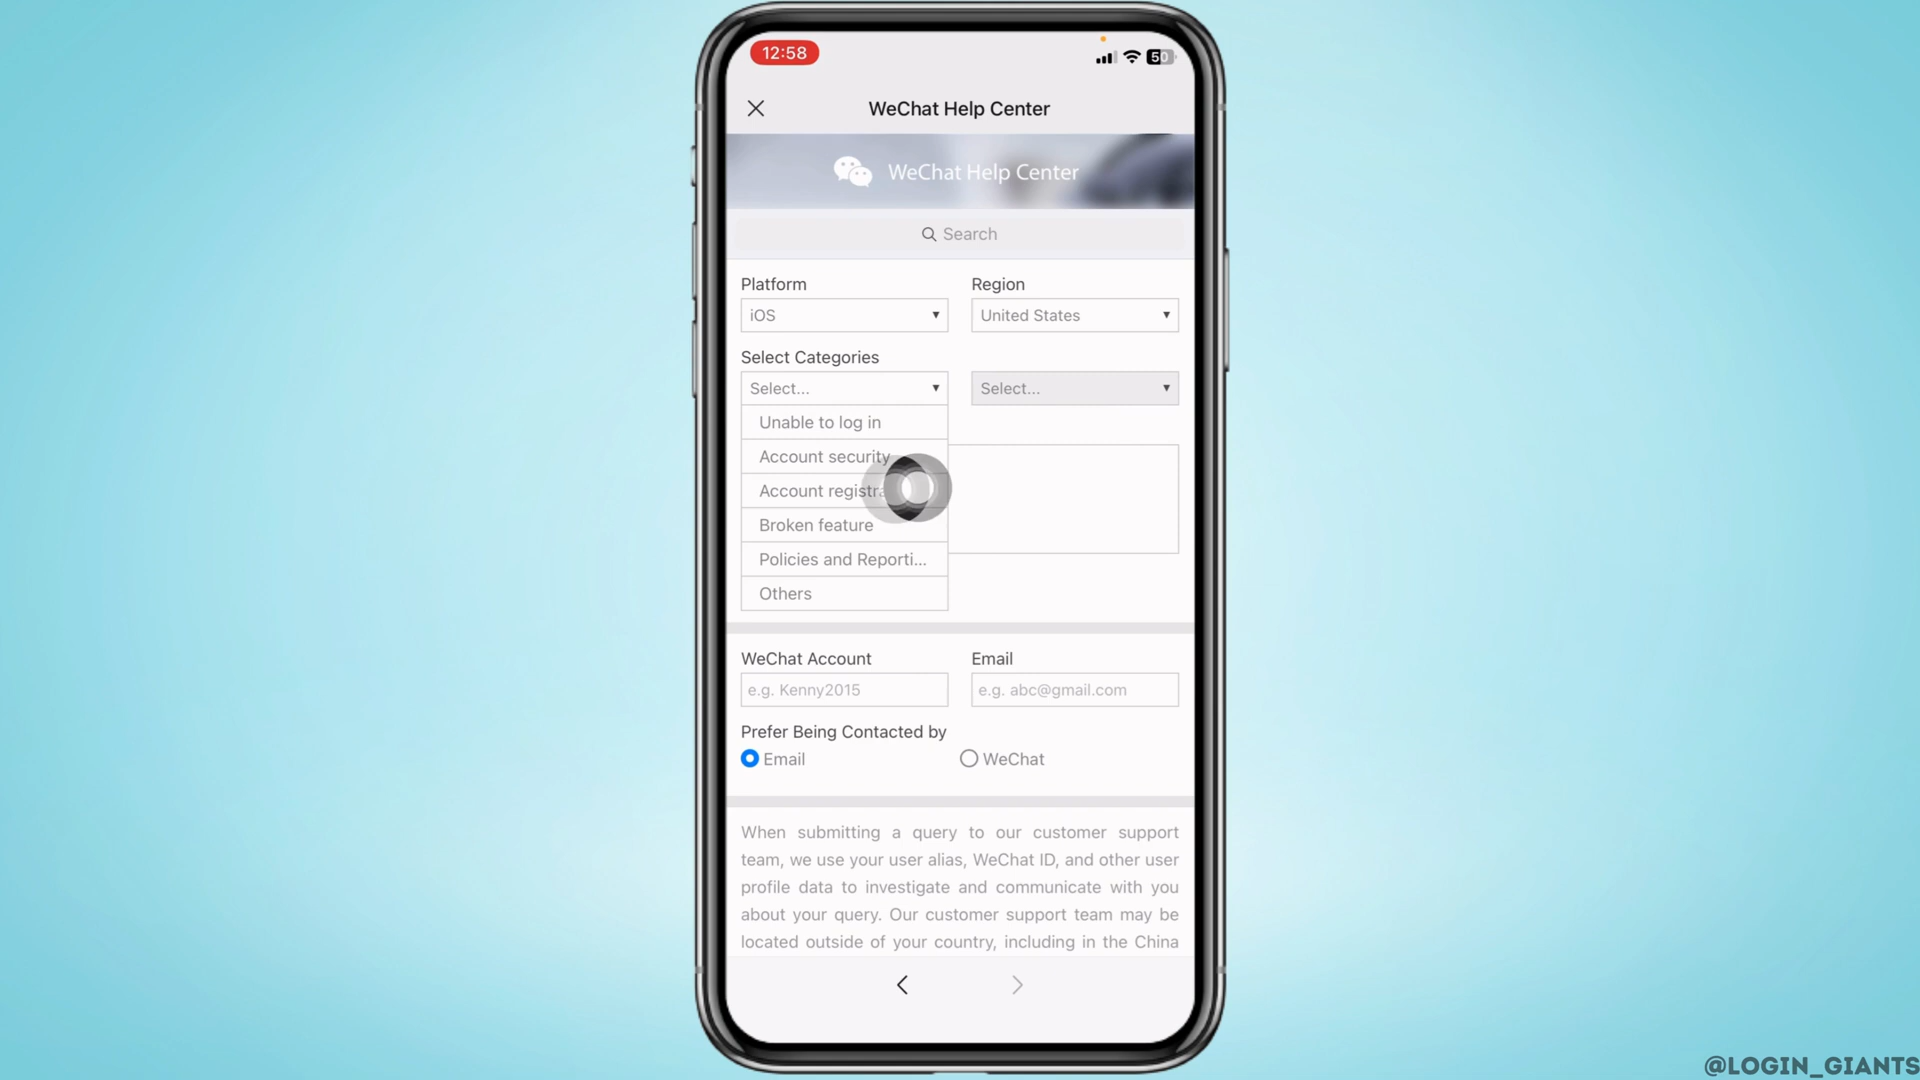 12:58
50
WeChat Help Center
WeChat Help Center
Search
Platform
Region
iOS
United States
Select Categories
Select...
Select...
Unable to log in
Account security
Account registr
Broken feature
Policies and Reporti...
Others
WeChat Account
Email
e.g. Kenny2015
e.g. abc@gmail.com
Prefer Being Contacted by
Email
WeChat
When submitting a query to our customer support
team, we use your user alias, WeChat ID, and other user
profile data to investigate and communicate with you
about your query. Our customer support team may be
located outside of your country, including in the China
@LOGIN_GIANTS